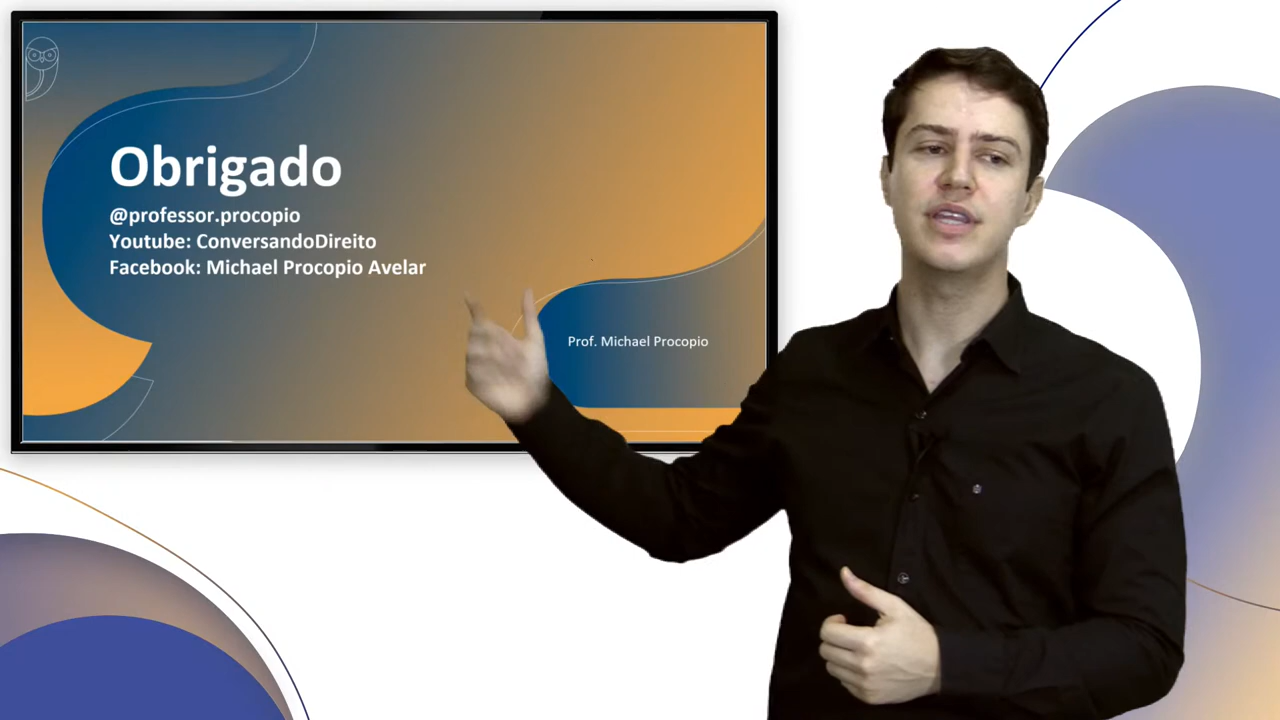 Obrigado
@professor.procopio
Youtube: ConversandoDireito
Facebook: Michael Procopio Avelar
Prof. Michael Procopio